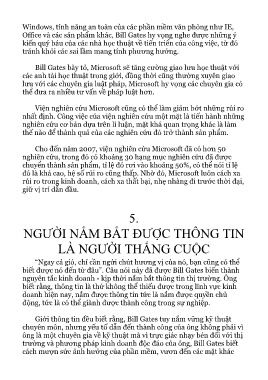 Windows, tính năng an toàn của các phần mềm văn phòng như IE,
Office và các sản phẩm khác, Bill Gates hy vọng nghe được những ý
kiến quý báu của các nhà học thuật về tiến triển của công việc, từ đó
tránh khỏi các sai lầm mang tính phương hướng.
Bill Gates bày tỏ, Microsoft sẽ tăng cường giao lưu học thuật với
các anh tài học thuật trong giới, đồng thời cũng thường xuyên giao
lưu với các chuyên gia luật pháp, Microsoft hy vọng các chuyên gia có
thể đưa ra nhiều tư vấn về pháp luật hơn.
Viện nghiên cứu Microsoft cũng có thể làm giảm bớt những rủi ro
nhất định. Công việc của viện nghiên cứu một mặt là tiến hành những
nghiên cứu cơ bản dựa trên lí luận, mặt khá quan trọng khác là làm
thế nào để thành quả của các nghiên cứu đó trở thành sản phẩm.
Cho đến năm 2007, viện nghiên cứu Microsoft đã có hơn 50
nghiên cứu, trong đó có khoảng 30 hạng mục nghiên cứu đã được
chuyển thành sản phẩm, tỉ lệ đó rơi vào khoảng 50%, có thể nói tỉ lệ
đó là khá cao, hệ số rủi ro cũng thấp. Nhờ đó, Microsoft luôn cách xa
rủi ro trong kinh doanh, cách xa thất bại, nhẹ nhàng đi trước thời đại,
giữ vị trí dẫn đầu.
5.
NGƯỜI NẮM BẮT ĐƯỢC THÔNG TIN
LÀ NGƯỜI THẮNG CUỘC
“Ngay cả gió, chỉ cần ngửi chút hương vị của nó, bạn cũng có thể
biết được nó đến từ đâu”. Câu nói này đã được Bill Gates biến thành
nguyên tắc kinh doanh - kịp thời nắm bắt thông tin thị trường. Ông
biết rằng, thông tin là thứ không thể thiếu được trong lĩnh vực kinh
doanh hiện nay, nắm được thông tin tức là nắm được quyền chủ
động, tức là có thể giành được thành công trong sự nghiệp.
Giới thông tin đều biết rằng, Bill Gates tuy nắm vững kỹ thuật
chuyên môn, nhưng yếu tố dẫn đến thành công của ông không phải vì
ông là một chuyên gia về kỹ thuật mà vì trực giác nhạy bén đối với thị
trường và phương pháp kinh doanh độc đáo của ông, Bill Gates biết
cách mượn sức ảnh hưởng của phần mềm, vươn đến các mặt khác